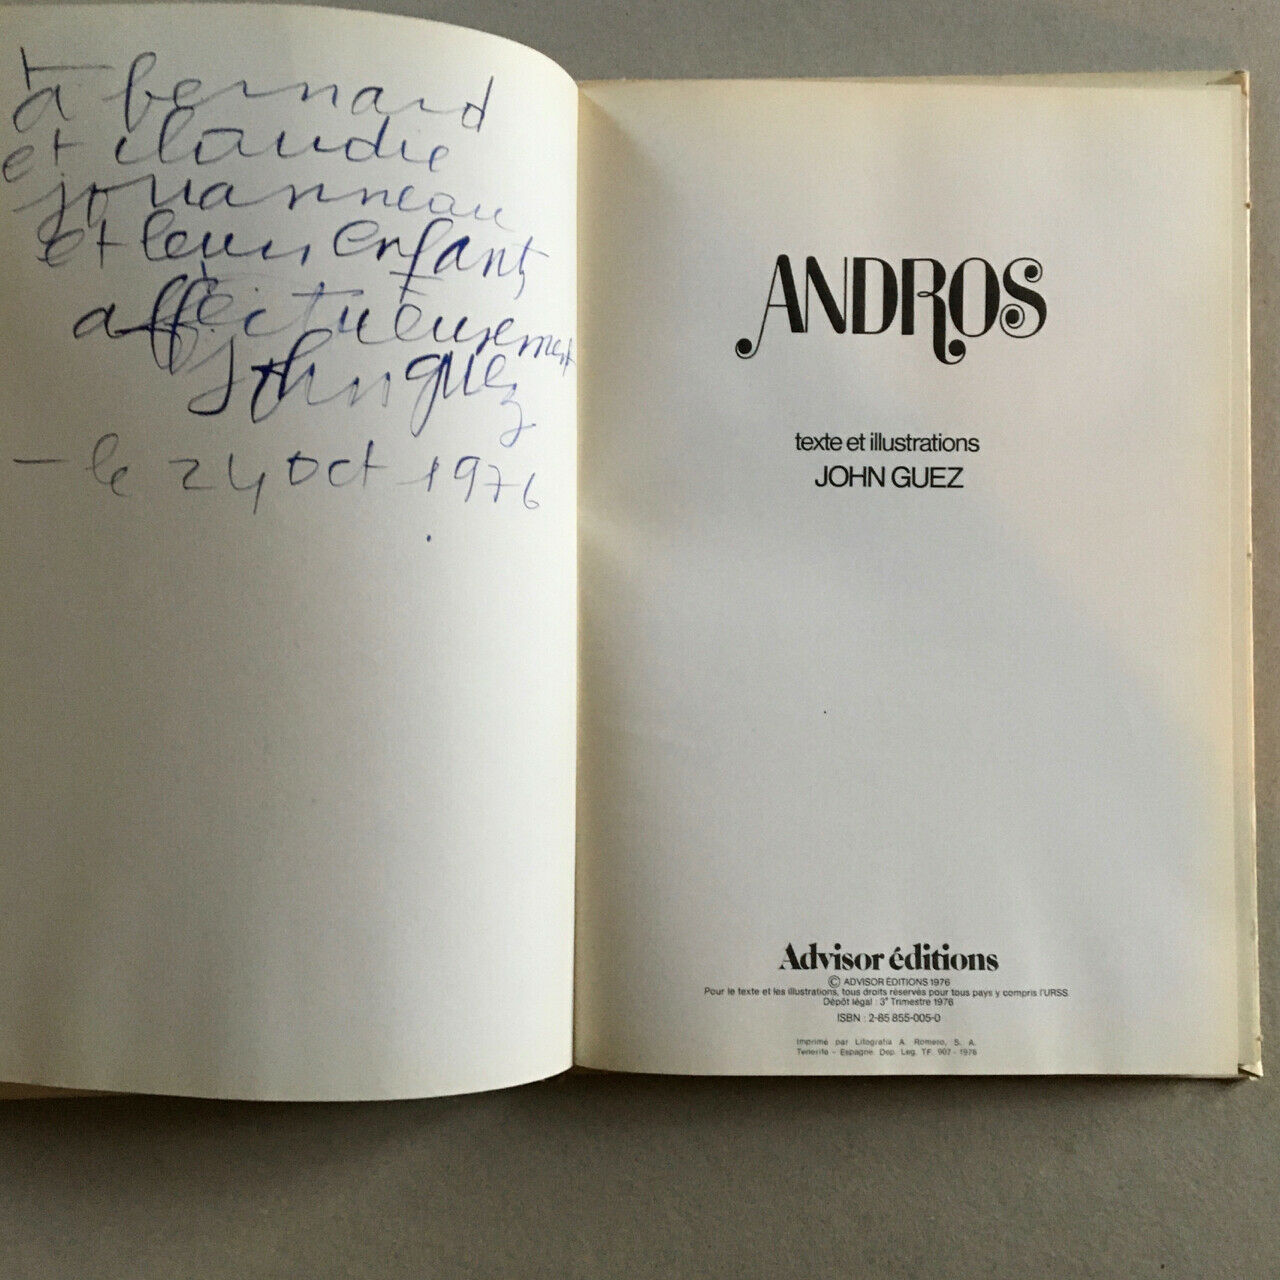 à bernard
et claudie
jouanneau
et leurs Enfants
affectueusement
John guez
– le 24 oct 1976
ANDROS
texte et illustrations
JOHN GUEZ
Advisor éditions
© ADVISOR ÉDITIONS 1976
Pour le texte et les illustrations, tous droits réservés pour tous pays y compris l'URSS.
Dépôt légal : 3e Trimestre 1976
ISBN : 2-85 855-005-0
Imprimé par Litografía A. Romero, S. A.
Tenerife - Espagne. Dep. Leg. TF. 907 - 1976